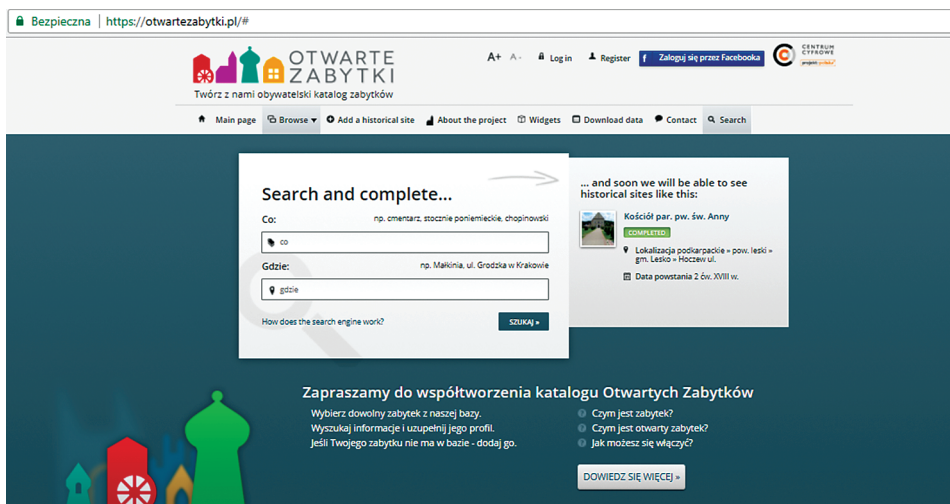 Bezpieczna | https://otwartezabytki.pl/#
OTWARTE
ZABYTKI
Twórz z nami obywatelski katalog zabytków
A+ A- Log in Register f Zaloguj się przez Facebooka
CENTRUM
CYFROWE
projekt: polska
Main page Browse Add a historical site About the project Widgets Download data Contact Search
Search and complete...
Co: np. cmentarz, stocznie poniemieckie, chopinowski
co
Gdzie: np. Małkinia, ul. Grodzka w Krakowie
gdzie
How does the search engine work? SZUKAJ »
... and soon we will be able to see
historical sites like this:
Kościół par. pw. św. Anny
COMPLETED
Lokalizacja podkarpackie » pow. leski »
gm. Lesko » Hoczew ul.
Data powstania 2 ćw. XVIII w.
Zapraszamy do współtworzenia katalogu Otwartych Zabytków
Wybierz dowolny zabytek z naszej bazy.
Wyszukaj informacje i uzupełnij jego profil.
Jeśli Twojego zabytku nie ma w bazie - dodaj go.
Czym jest zabytek?
Czym jest otwarty zabytek?
Jak możesz się włączyć?
DOWIEDZ SIĘ WIĘCEJ »